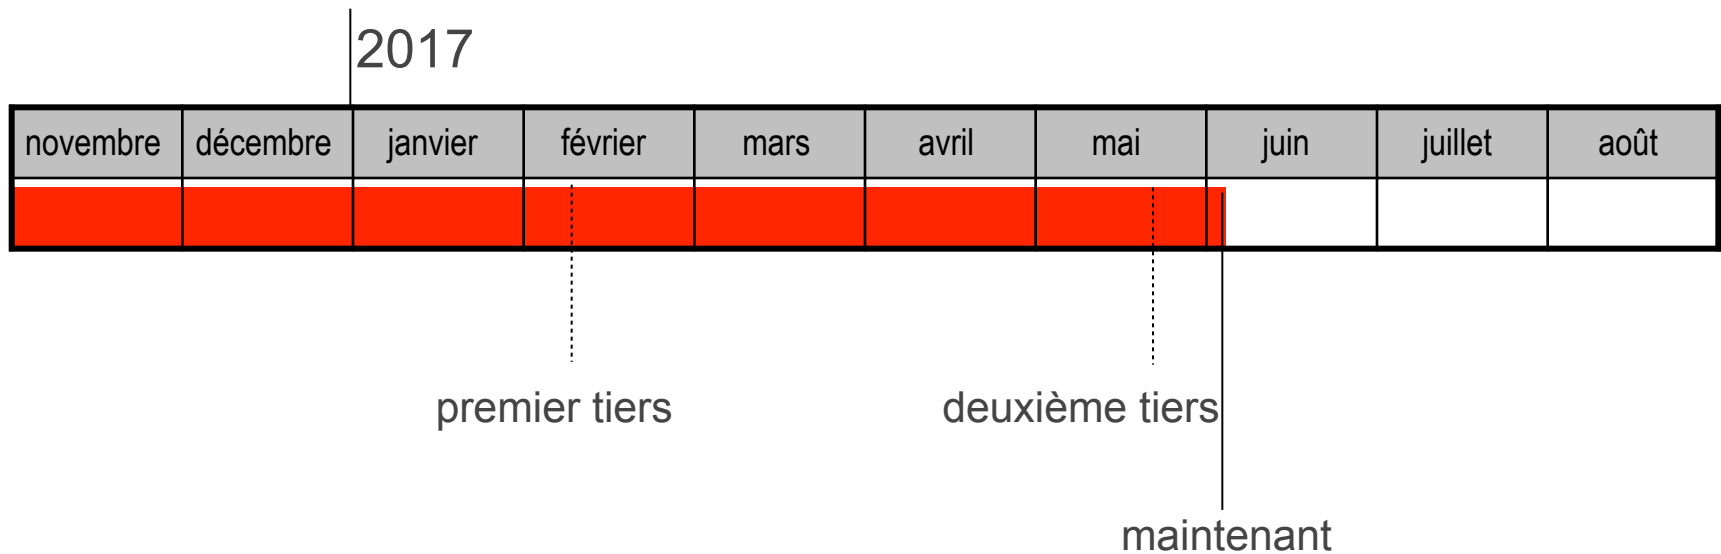 2017
novembre décembre janvier février mars avril mai juin juillet août
premier tiers deuxième tiers
maintenant